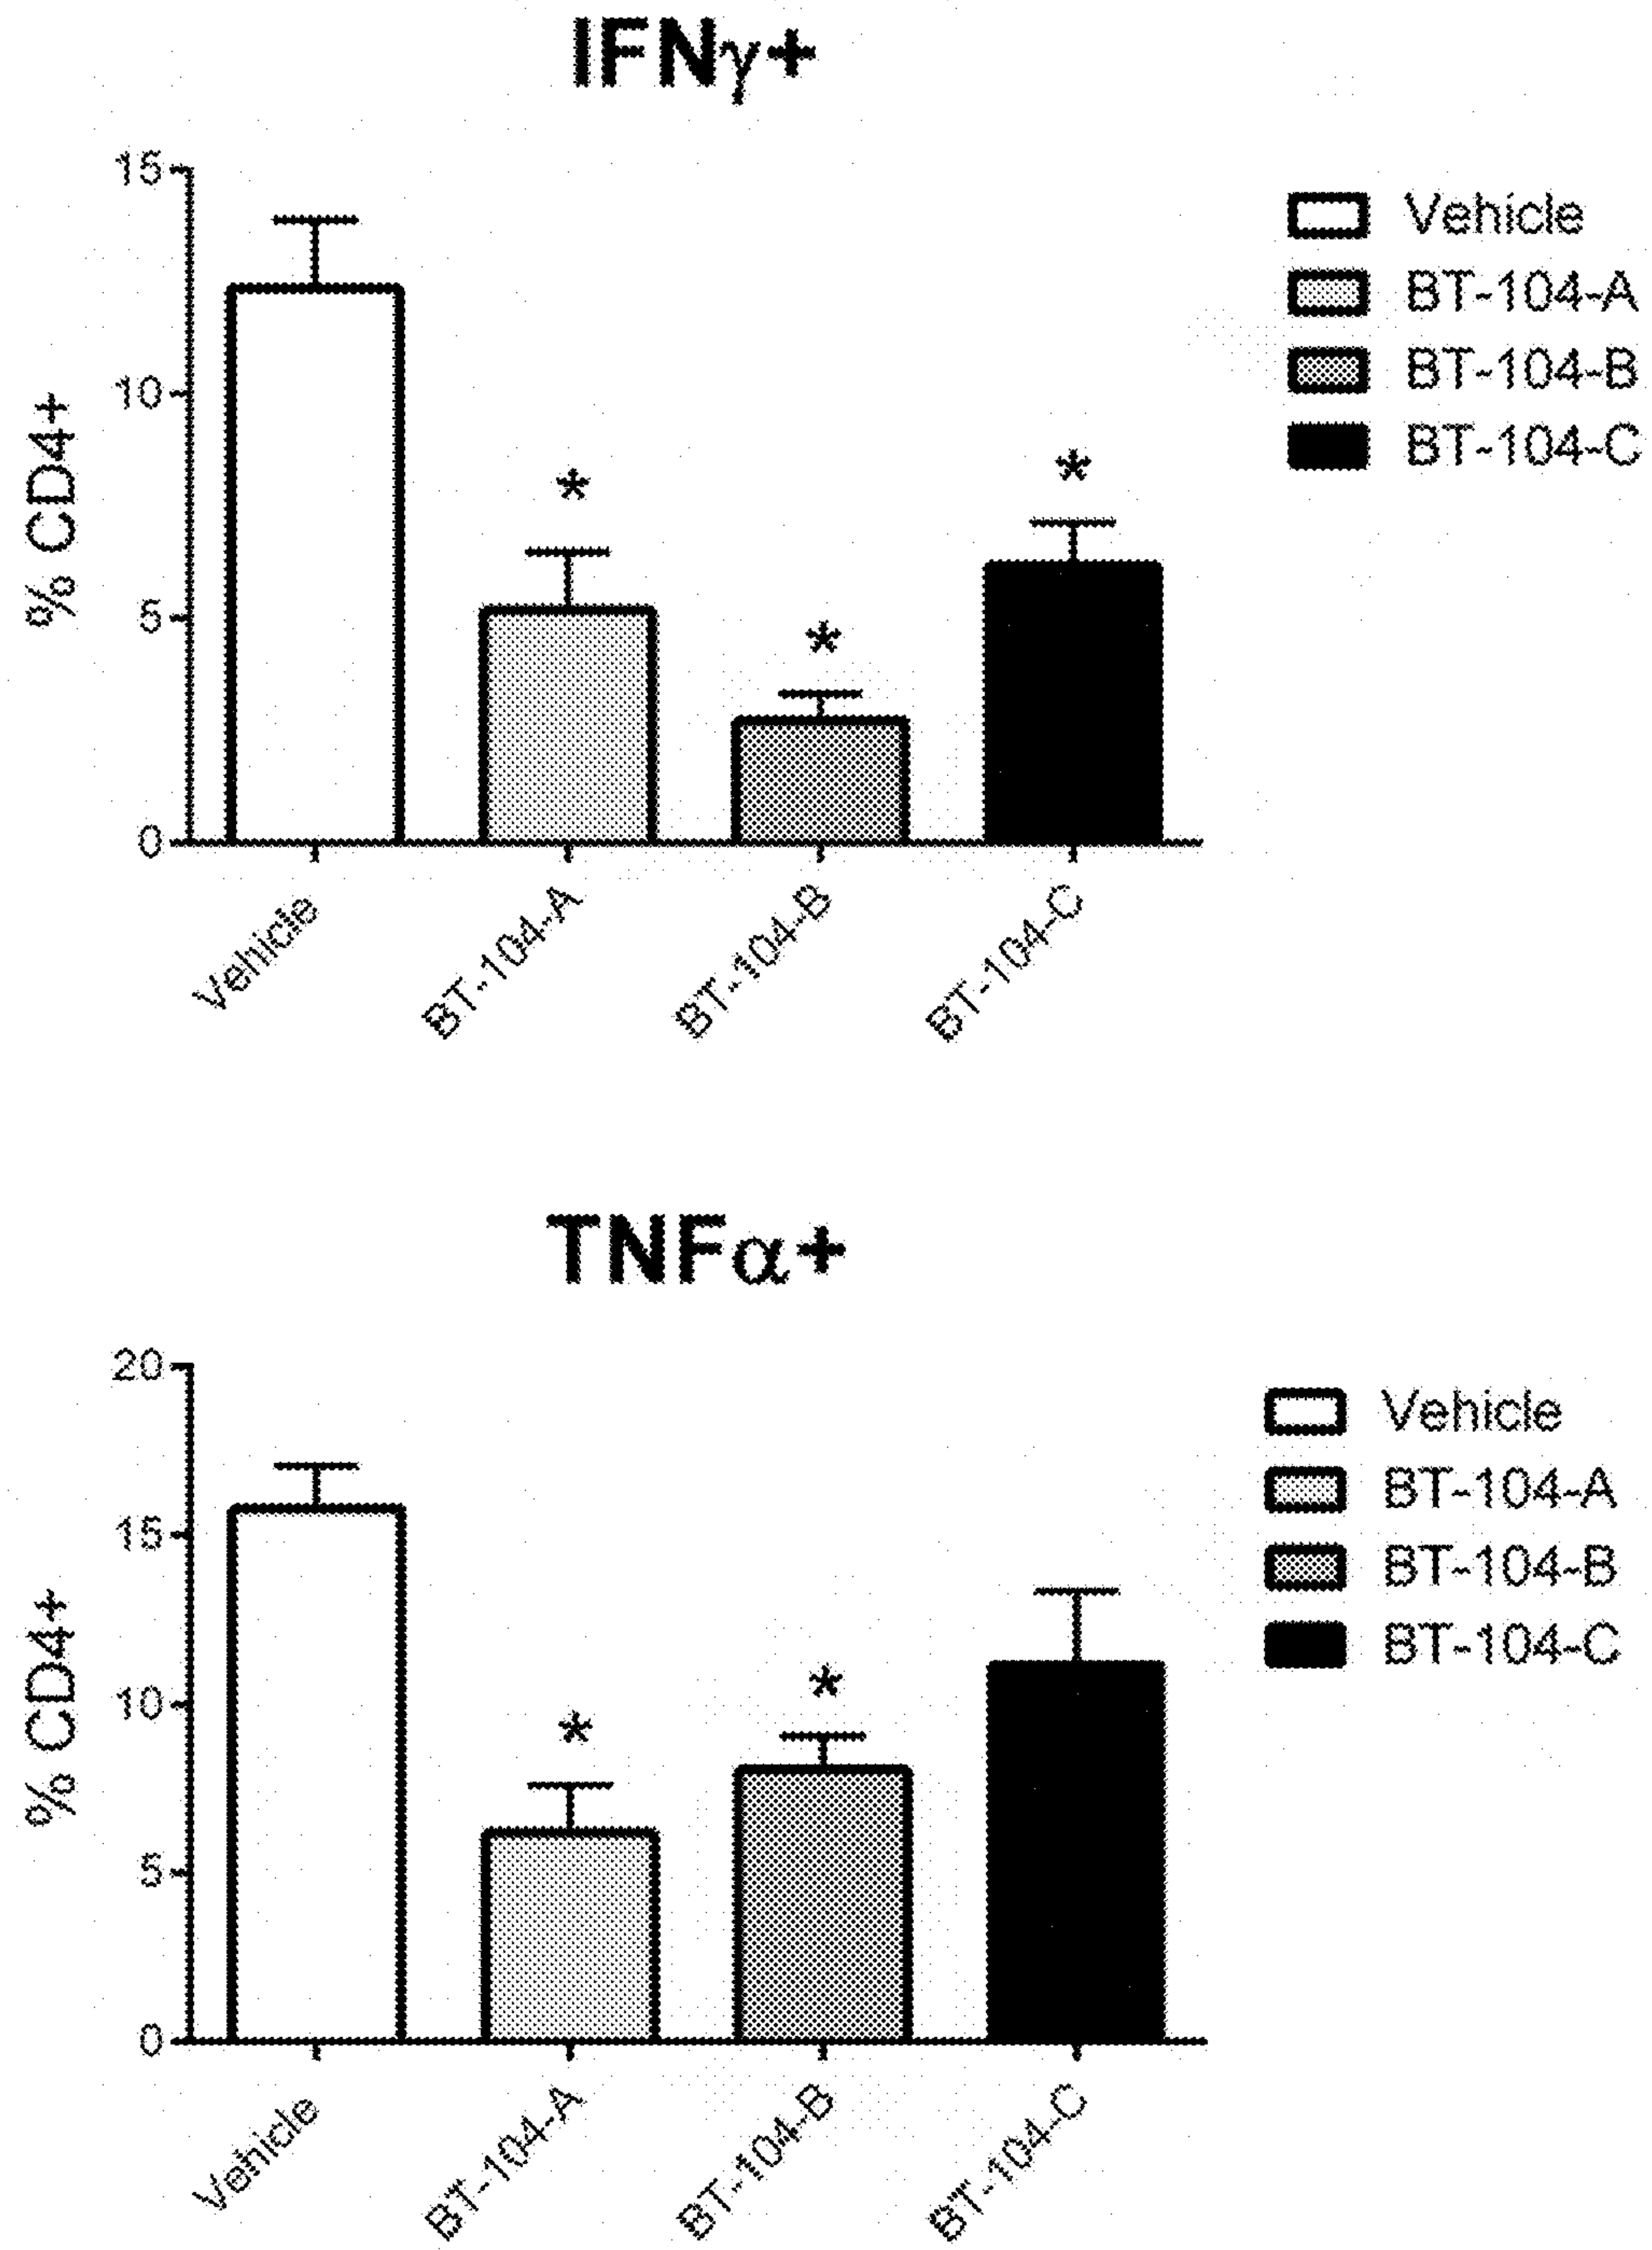 IFNγ+
15
10
5
0
% CD4+
*
*
*
Vehicle
BT-104-A
BT-104-B
BT-104-C
Vehicle
BT-104-A
BT-104-B
BT-104-C
TNFα+
20
15
10
5
0
% CD4+
*
*
Vehicle
BT-104-A
BT-104-B
BT-104-C
Vehicle
BT-104-A
BT-104-B
BT-104-C